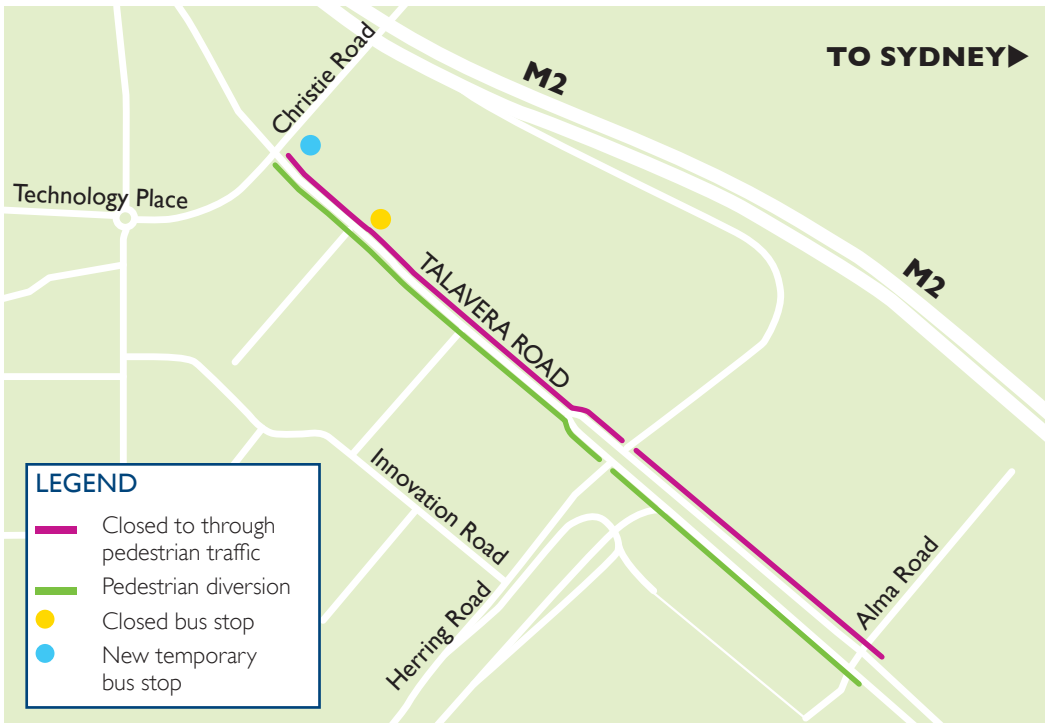 TO SYDNEY
M2
Christie Road
Technology Place
M2
TALAVERA ROAD
Innovation Road
Herring Road
Alma Road
LEGEND
Closed to through
pedestrian traffic
Pedestrian diversion
Closed bus stop
New temporary
bus stop